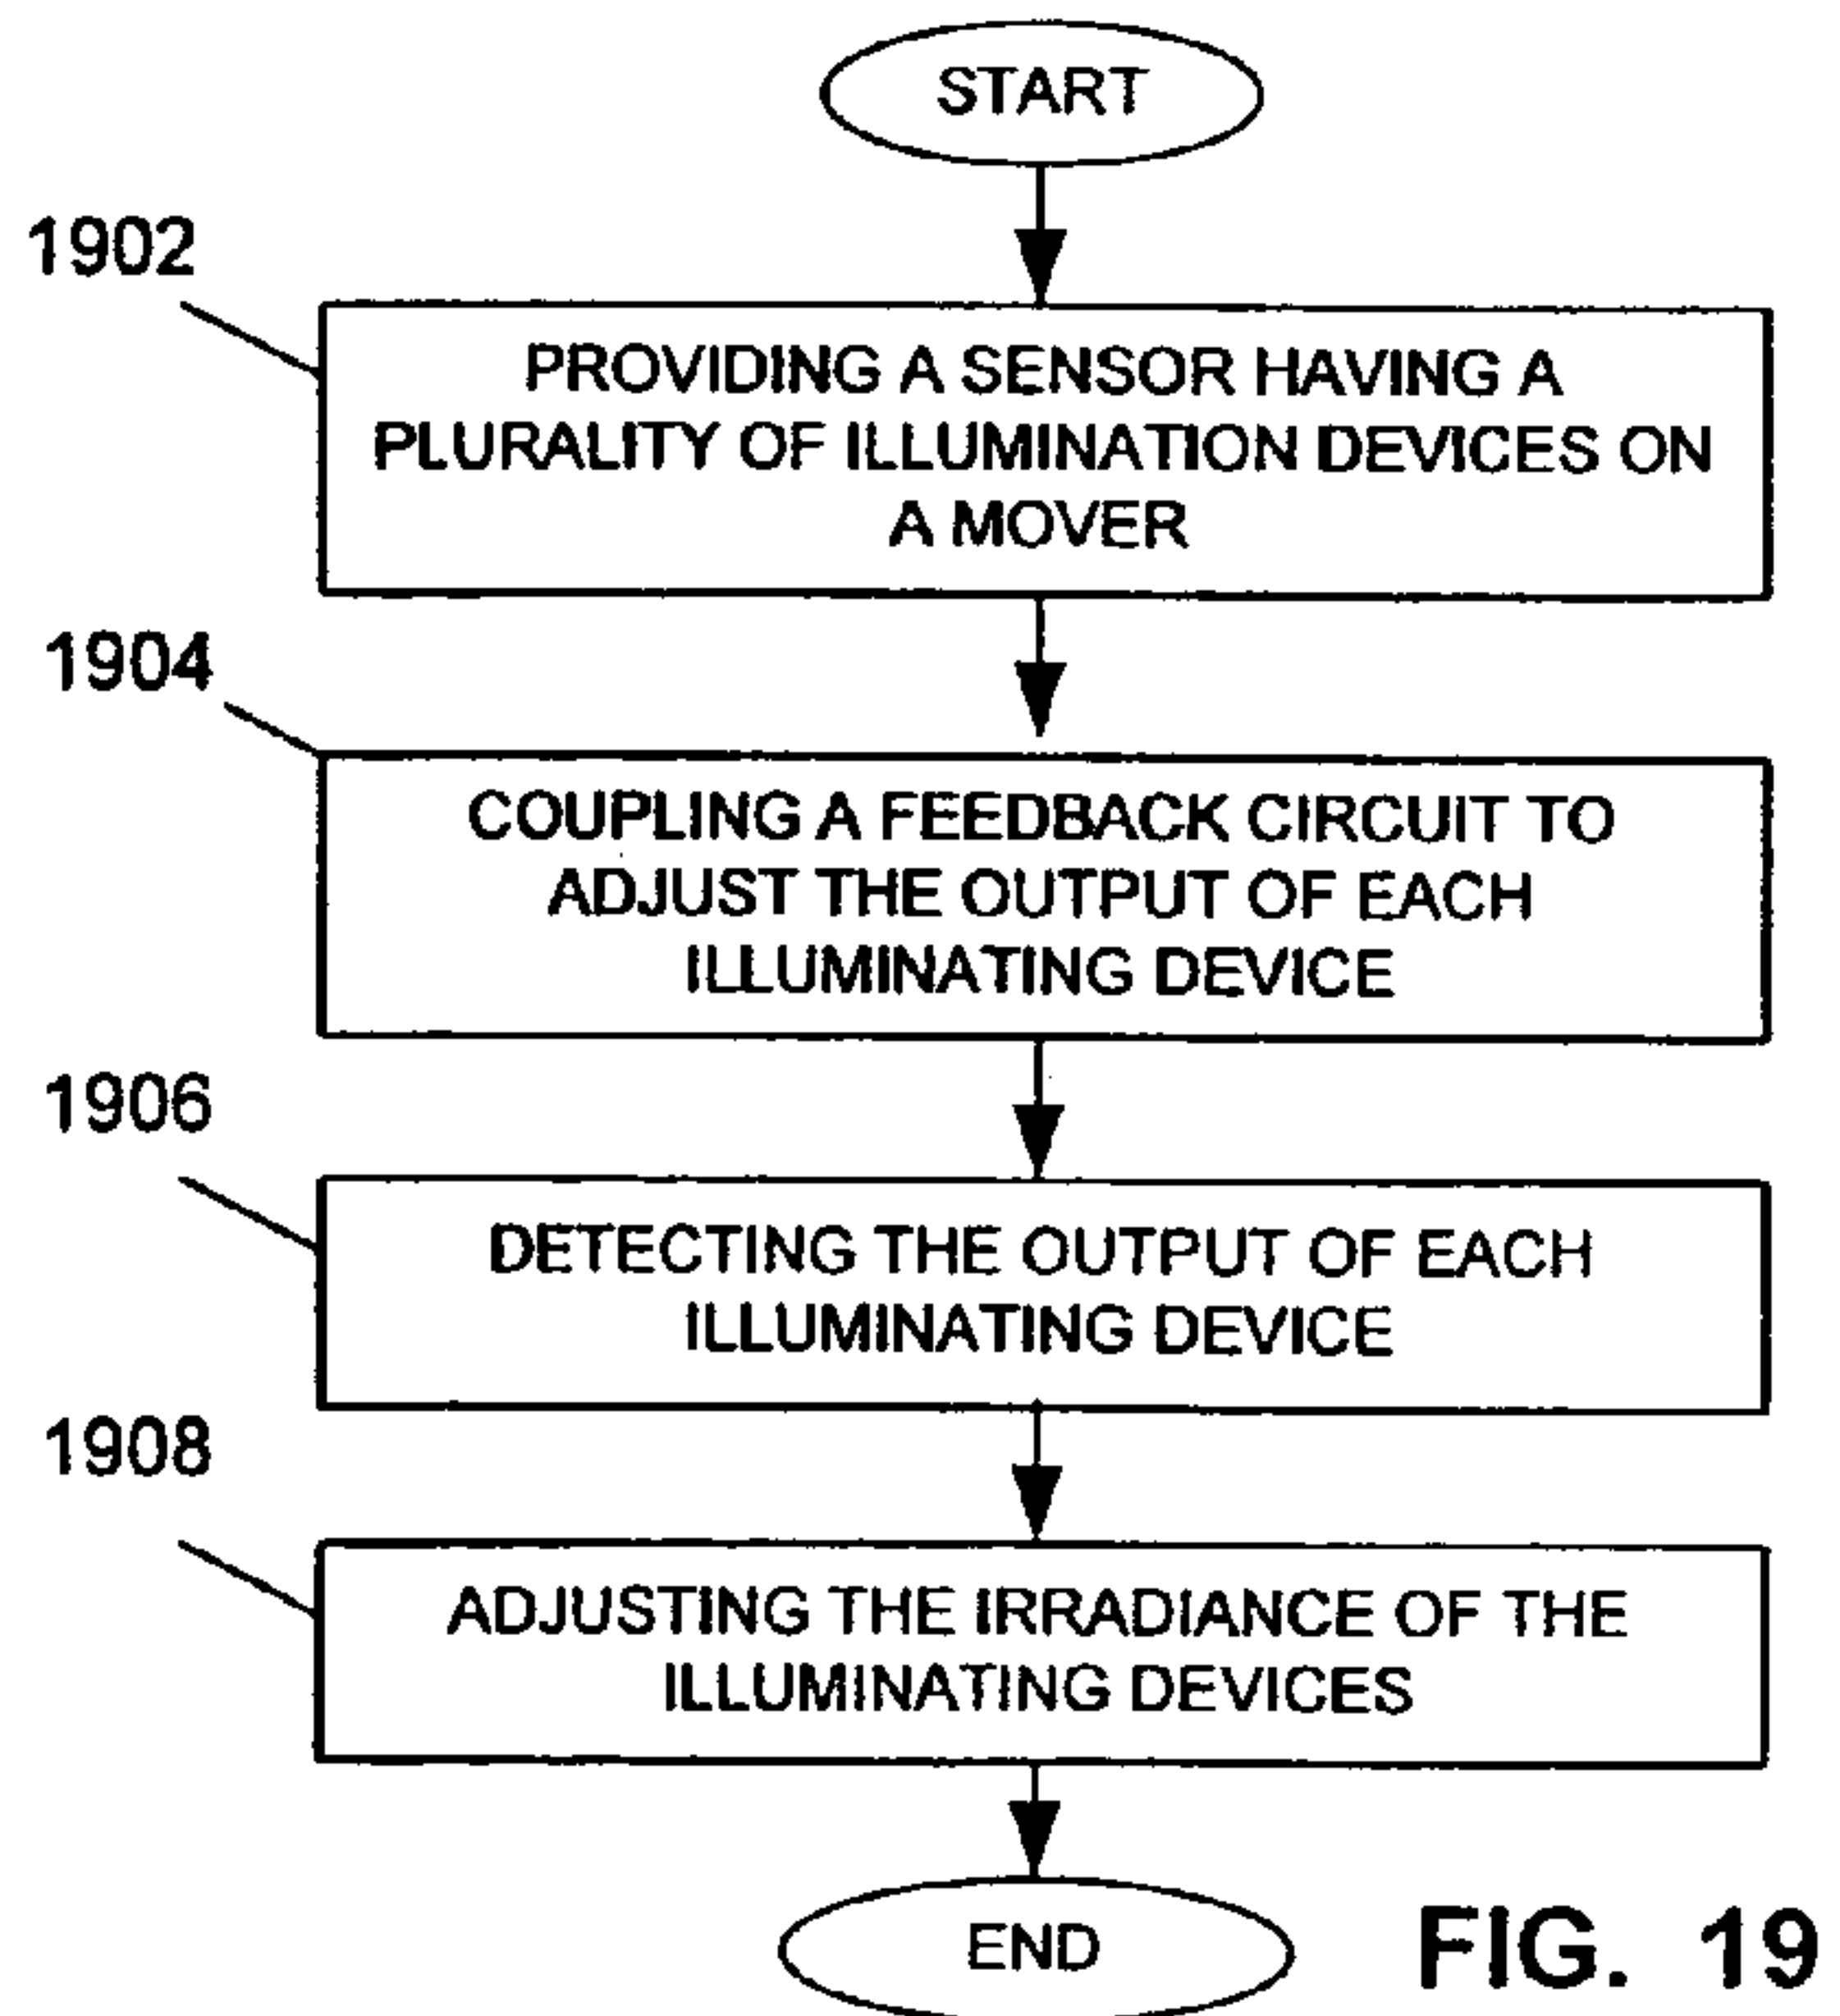 START
1902
PROVIDING A SENSOR HAVING A
PLURALITY OF ILLUMINATION DEVICES ON
A MOVER
1904
COUPLING A FEEDBACK CIRCUIT TO
ADJUST THE OUTPUT OF EACH
ILLUMINATING DEVICE
1906
DETECTING THE OUTPUT OF EACH
ILLUMINATING DEVICE
1908
ADJUSTING THE IRRADIANCE OF THE
ILLUMINATING DEVICES
END
FIG. 19